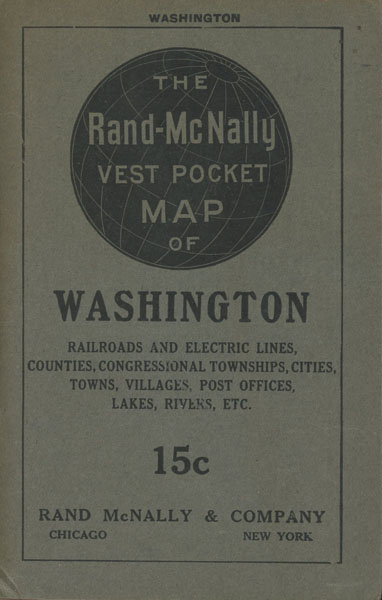 WASHINGTON
THE
Rand-McNally
VEST POCKET
MAP
OF
WASHINGTON
RAILROADS AND ELECTRIC LINES,
COUNTIES, CONGRESSIONAL TOWNSHIPS, CITIES,
TOWNS, VILLAGES, POST OFFICES,
LAKES, RIVERS, ETC.
15c
RAND McNALLY & COMPANY
CHICAGO NEW YORK